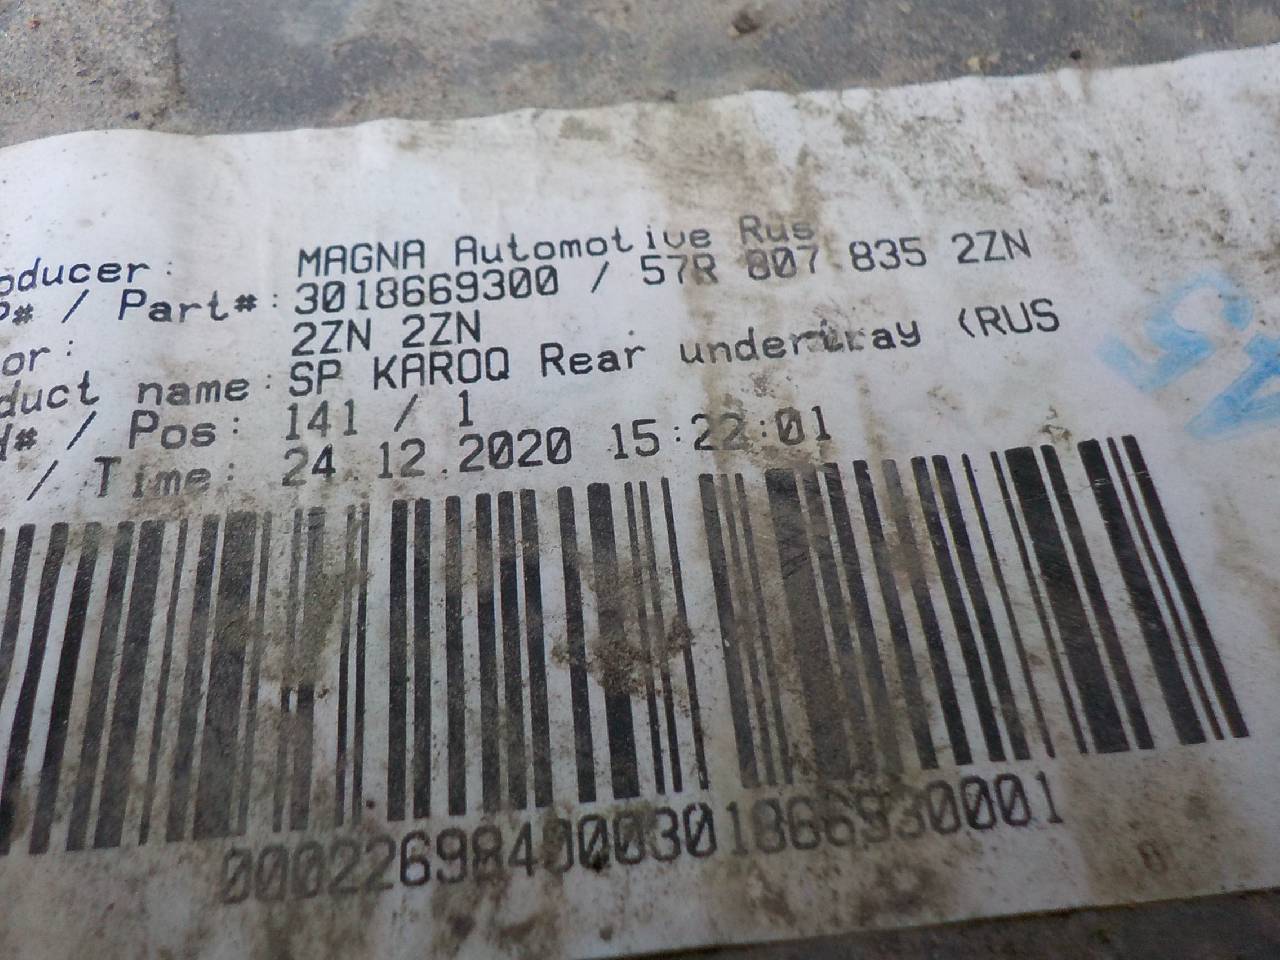 oducer: MAGNA Automotive Rus
P# / Part#: 3018669300 / 57R 807 835 2ZN
or: 2ZN 2ZN
duct name: SP KAROQ Rear undertray (RUS
d# / Pos: 141 / 1
/ Time: 24.12.2020 15:22:01
000226984000301866930001